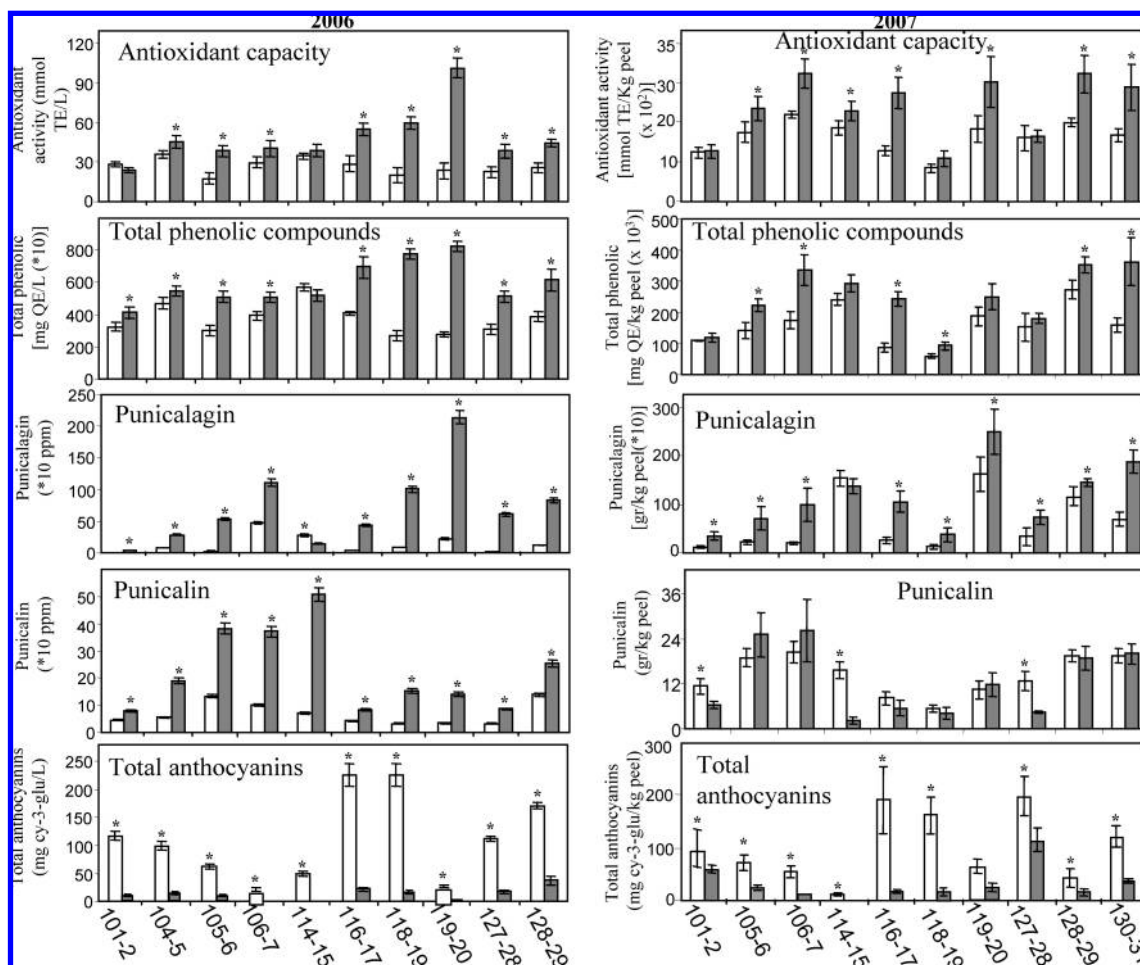 2006
2007
Antioxidant capacity
Antioxidant activity (mmol TE/L)
120
90
60
30
0
* * * * * * * * *
Antioxidant capacity
Antioxidant activity [mmol TE/Kg peel (x 10²)]
35
30
20
10
0
* * * * * * *
Total phenolic compounds
Total phenolic [mg QE/L (*10)]
800
600
400
200
0
* * * * * * * * *
Total phenolic compounds
Total phenolic [mg QE/kg peel (x 10³)]
500
400
300
200
100
0
* * * * * *
Punicalagin
Punicalagin (*10 ppm)
250
200
150
100
50
0
* * * * * * * * * *
Punicalagin
Punicalagin [gr/kg peel(*10)]
300
200
100
0
* * * * * * * * *
Punicalin
Punicalin (*10 ppm)
50
40
30
20
10
0
* * * * * * * * * *
Punicalin
Punicalin (gr/kg peel)
36
24
12
0
* * *
Total anthocyanins
Total anthocyanins (mg cy-3-glu/L)
250
200
150
100
50
0
* * * * * * * * * *
Total
anthocyanins
Total anthocyanins (mg cy-3-glu/kg peel)
300
200
100
0
* * * * * * * * *
101-2
104-5
105-6
106-7
114-15
116-17
118-19
119-20
127-28
128-29
101-2
105-6
106-7
114-15
116-17
118-19
119-20
127-28
128-29